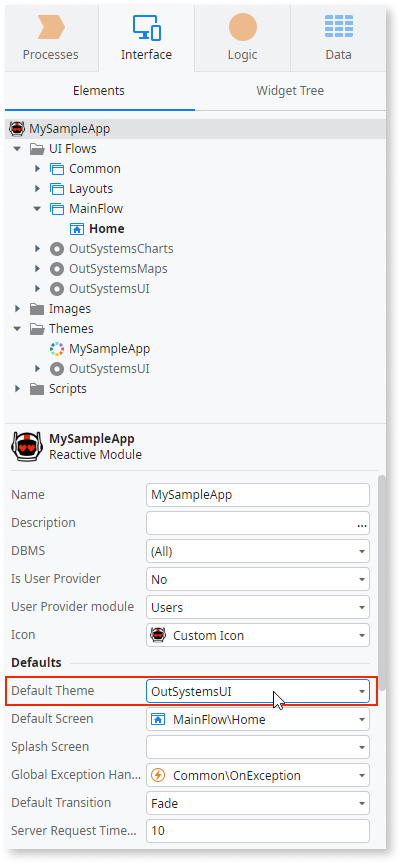 Processes Interface Logic Data
Elements Widget Tree
MySampleApp
UI Flows
Common
Layouts
MainFlow
Home
OutSystemsCharts
OutSystemsMaps
OutSystemsUI
Images
Themes
MySampleApp
OutSystemsUI
Scripts
MySampleApp
Reactive Module
Name MySampleApp
Description ...
DBMS (All)
Is User Provider No
User Provider module Users
Icon Custom Icon
Defaults
Default Theme OutSystemsUI
Default Screen MainFlow\Home
Splash Screen
Global Exception Han... Common\OnException
Default Transition Fade
Server Request Time... 10